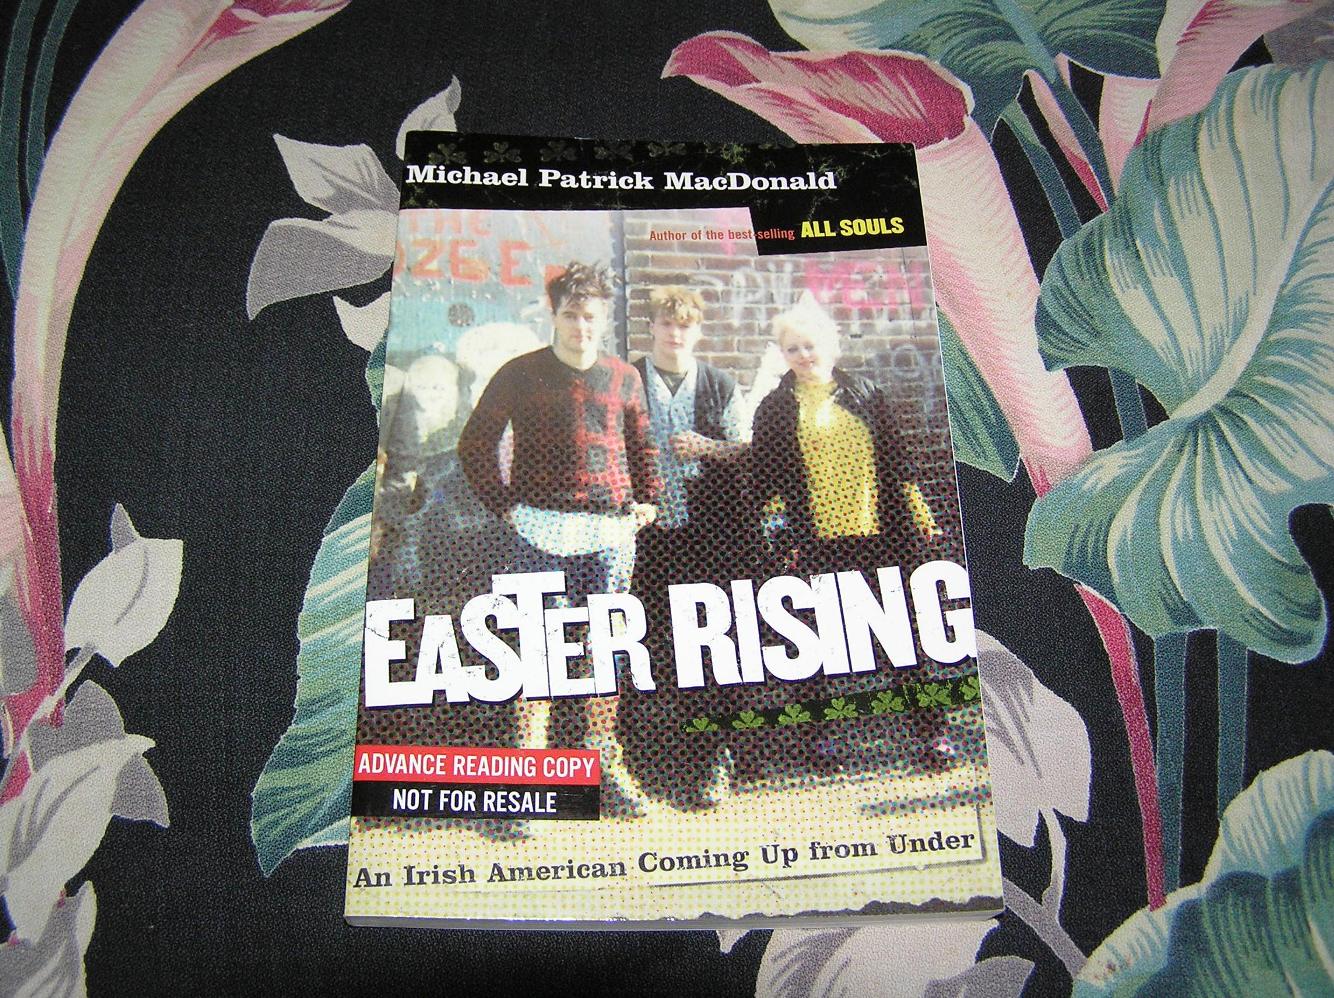 Michael Patrick MacDonald
Author of the best-selling ALL SOULS
THE
EASTER RISING
ADVANCE READING COPY
NOT FOR RESALE
An Irish American Coming Up from Under